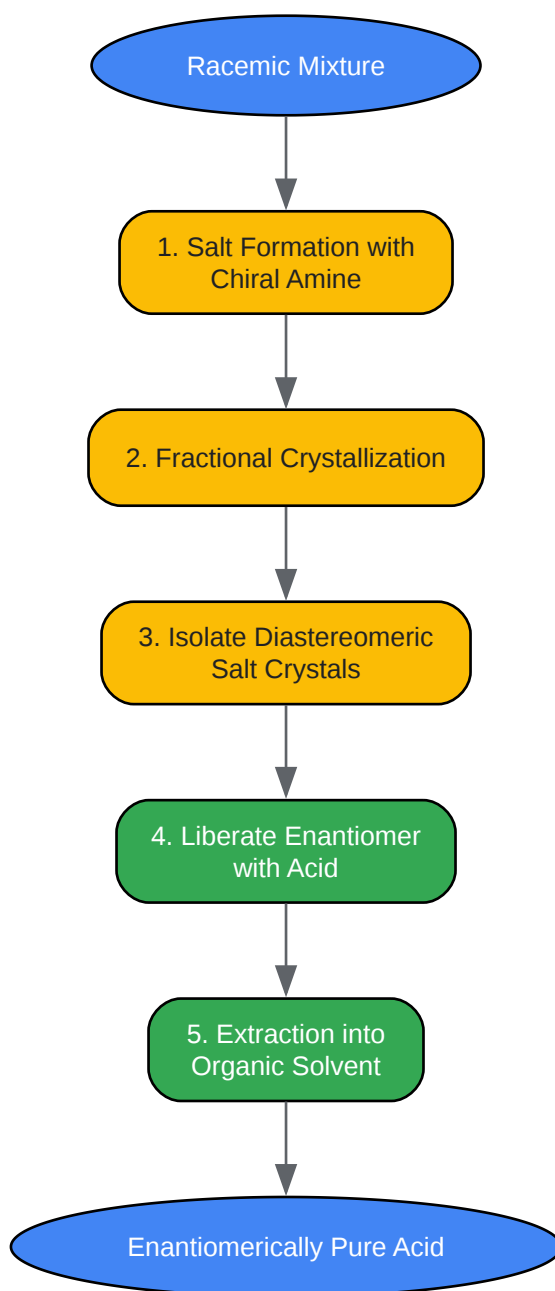 Racemic Mixture
1. Salt Formation with
Chiral Amine
2. Fractional Crystallization
3. Isolate Diastereomeric
Salt Crystals
4. Liberate Enantiomer
with Acid
5. Extraction into
Organic Solvent
Enantiomerically Pure Acid